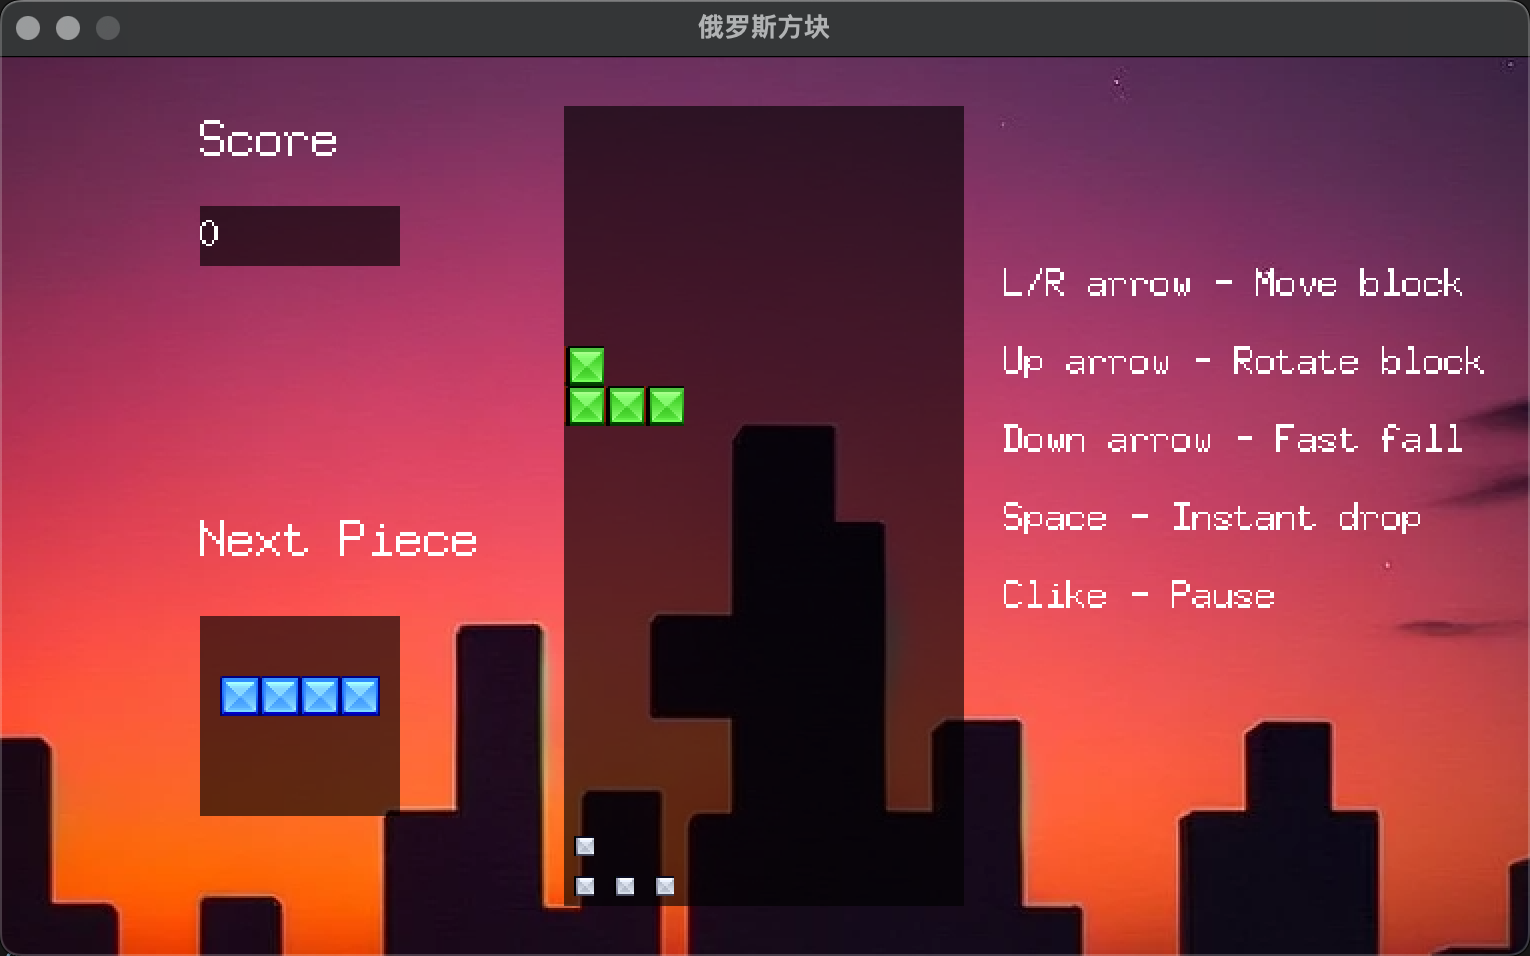 俄罗斯方块
Score
0
Next Piece
L/R arrow - Move block
Up arrow - Rotate block
Down arrow - Fast fall
Space - Instant drop
Clike - Pause